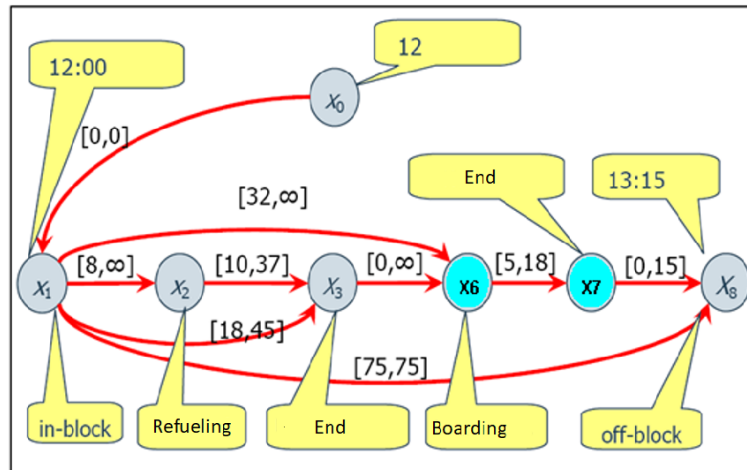 12
12:00
X₀
[0,0]
End
13:15
[32,∞]
[8,∞]
[10,37]
[0,∞]
[5,18]
[0,15]
X₁
X₂
X₃
X6
X7
X₈
[18,45]
[75,75]
in-block
Refueling
End
Boarding
off-block